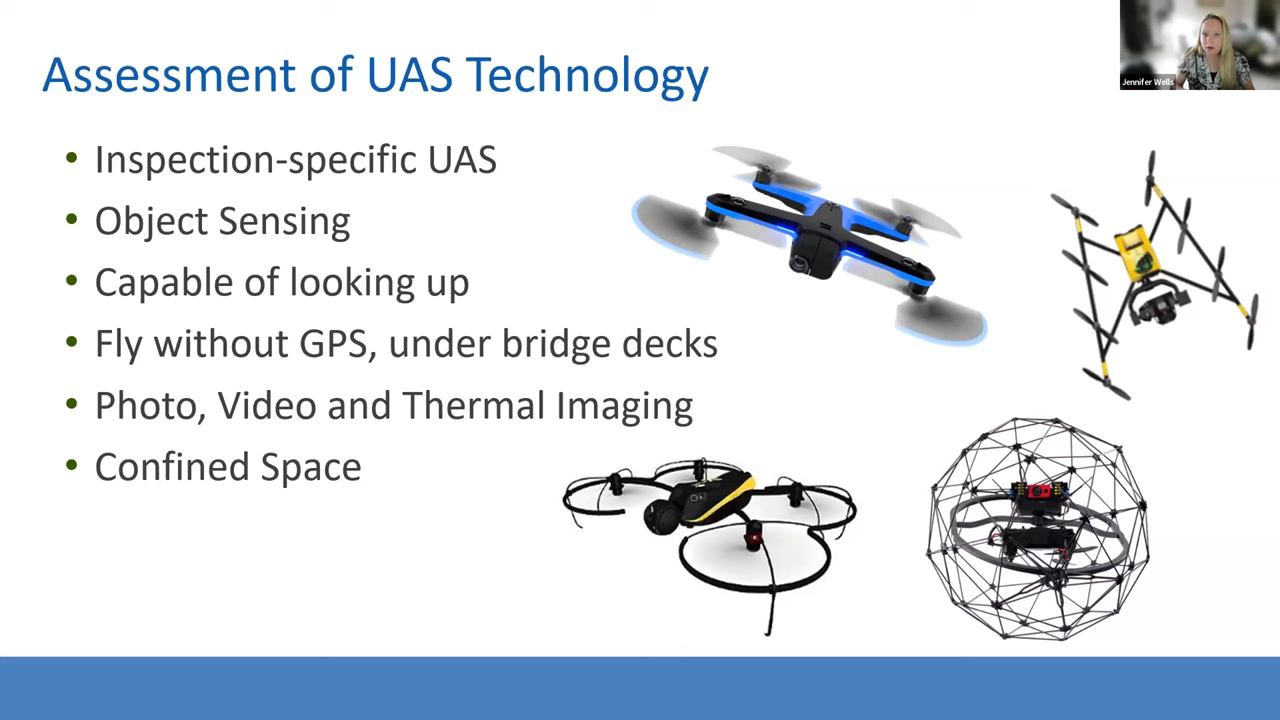 Assessment of UAS Technology
Jennifer Wells
• Inspection-specific UAS
• Object Sensing
• Capable of looking up
• Fly without GPS, under bridge decks
• Photo, Video and Thermal Imaging
• Confined Space